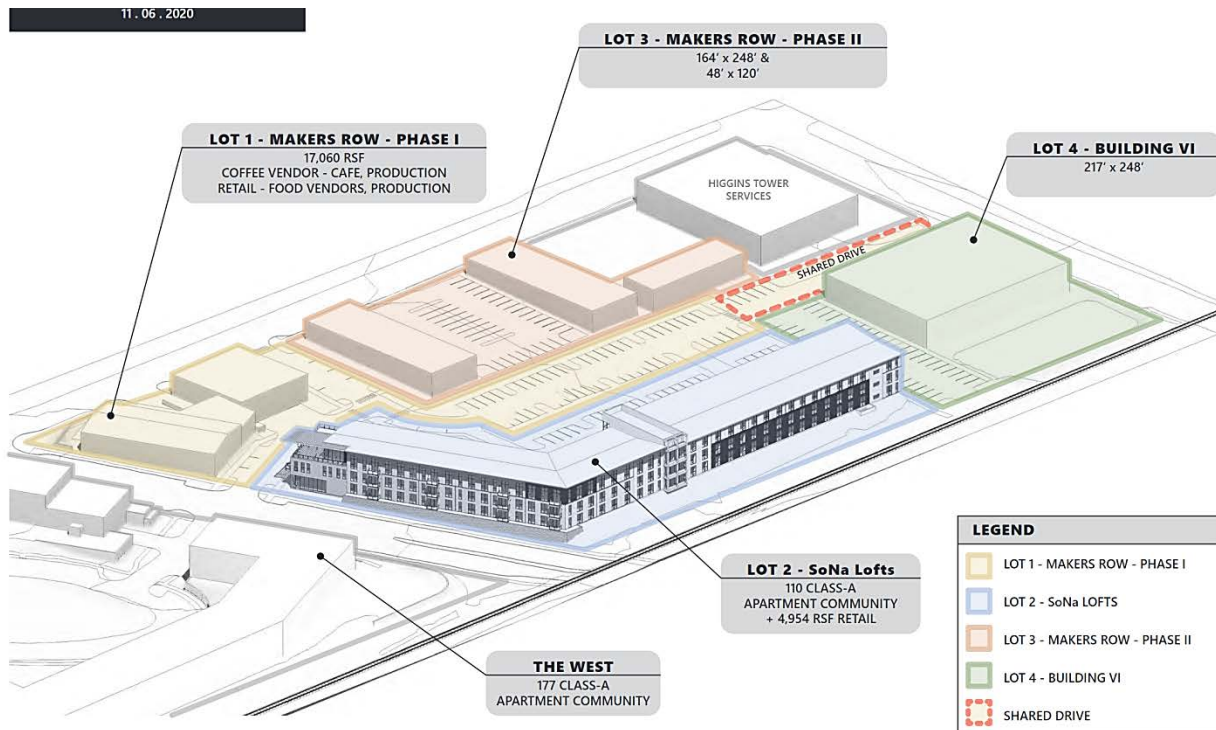 11.06.2020
LOT 3 - MAKERS ROW - PHASE II
164' x 248' &
48' x 120'
LOT 1 - MAKERS ROW - PHASE I
17,060 RSF
COFFEE VENDOR - CAFE, PRODUCTION
RETAIL - FOOD VENDORS, PRODUCTION
LOT 4 - BUILDING VI
217' x 248'
HIGGINS TOWER
SERVICES
SHARED DRIVE
LOT 2 - SoNa Lofts
110 CLASS-A
APARTMENT COMMUNITY
+ 4,954 RSF RETAIL
THE WEST
177 CLASS-A
APARTMENT COMMUNITY
LEGEND
LOT 1 - MAKERS ROW - PHASE I
LOT 2 - SoNa LOFTS
LOT 3 - MAKERS ROW - PHASE II
LOT 4 - BUILDING VI
SHARED DRIVE